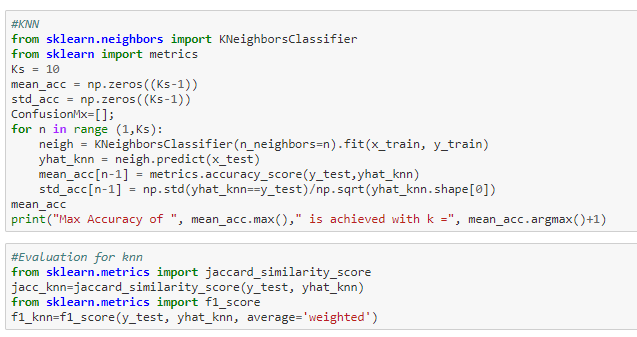 #KNN
from sklearn.neighbors import KNeighborsClassifier
from sklearn import metrics
Ks = 10
mean_acc = np.zeros((Ks-1))
std_acc = np.zeros((Ks-1))
ConfusionMx=[];
for n in range (1,Ks):
    neigh = KNeighborsClassifier(n_neighbors=n).fit(x_train, y_train)
    yhat_knn = neigh.predict(x_test)
    mean_acc[n-1] = metrics.accuracy_score(y_test,yhat_knn)
    std_acc[n-1] = np.std(yhat_knn==y_test)/np.sqrt(yhat_knn.shape[0])
mean_acc
print("Max Accuracy of ", mean_acc.max()," is achieved with k =", mean_acc.argmax()+1)
#Evaluation for knn
from sklearn.metrics import jaccard_similarity_score
jacc_knn=jaccard_similarity_score(y_test, yhat_knn)
from sklearn.metrics import f1_score
f1_knn=f1_score(y_test, yhat_knn, average='weighted')